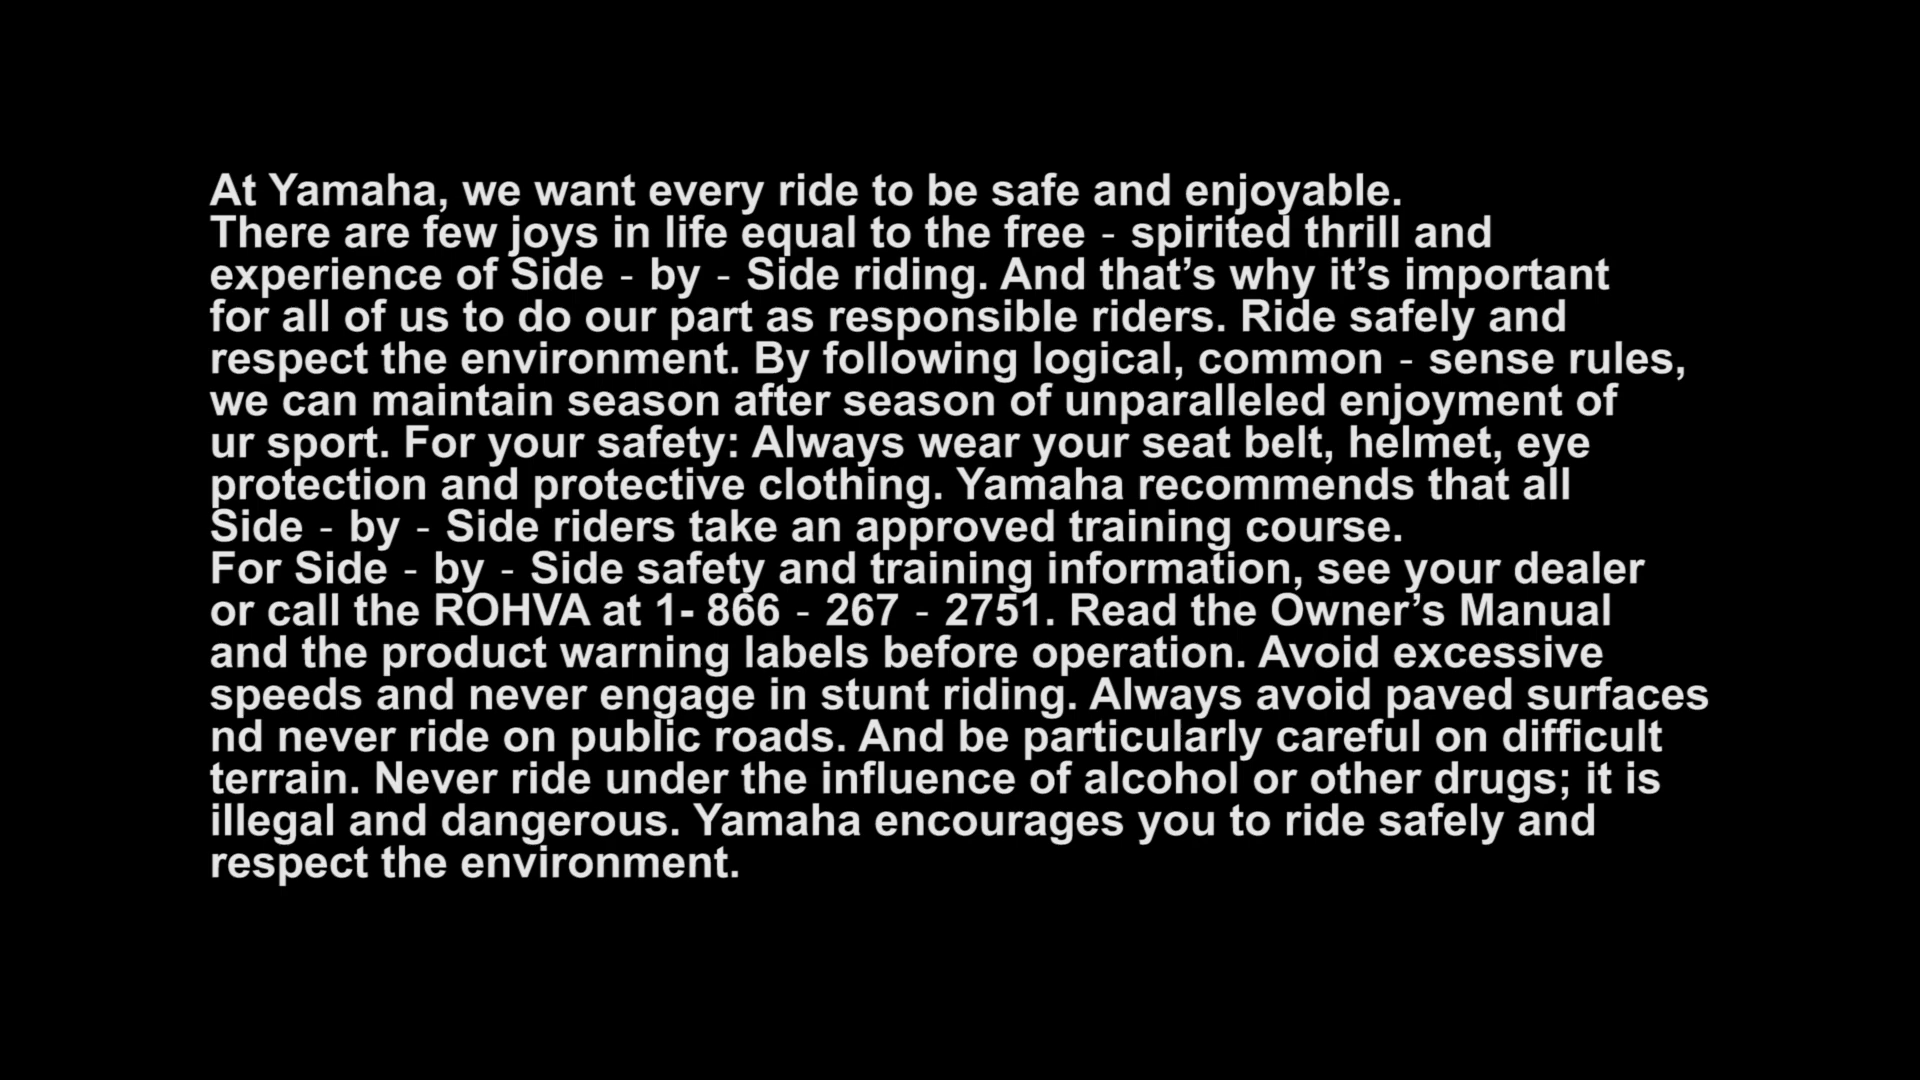 At Yamaha, we want every ride to be safe and enjoyable.
There are few joys in life equal to the free - spirited thrill and
experience of Side - by - Side riding. And that’s why it’s important
for all of us to do our part as responsible riders. Ride safely and
respect the environment. By following logical, common - sense rules,
we can maintain season after season of unparalleled enjoyment of
ur sport. For your safety: Always wear your seat belt, helmet, eye
protection and protective clothing. Yamaha recommends that all
Side - by - Side riders take an approved training course.
For Side - by - Side safety and training information, see your dealer
or call the ROHVA at 1- 866 - 267 - 2751. Read the Owner’s Manual
and the product warning labels before operation. Avoid excessive
speeds and never engage in stunt riding. Always avoid paved surfaces
nd never ride on public roads. And be particularly careful on difficult
terrain. Never ride under the influence of alcohol or other drugs; it is
illegal and dangerous. Yamaha encourages you to ride safely and
respect the environment.